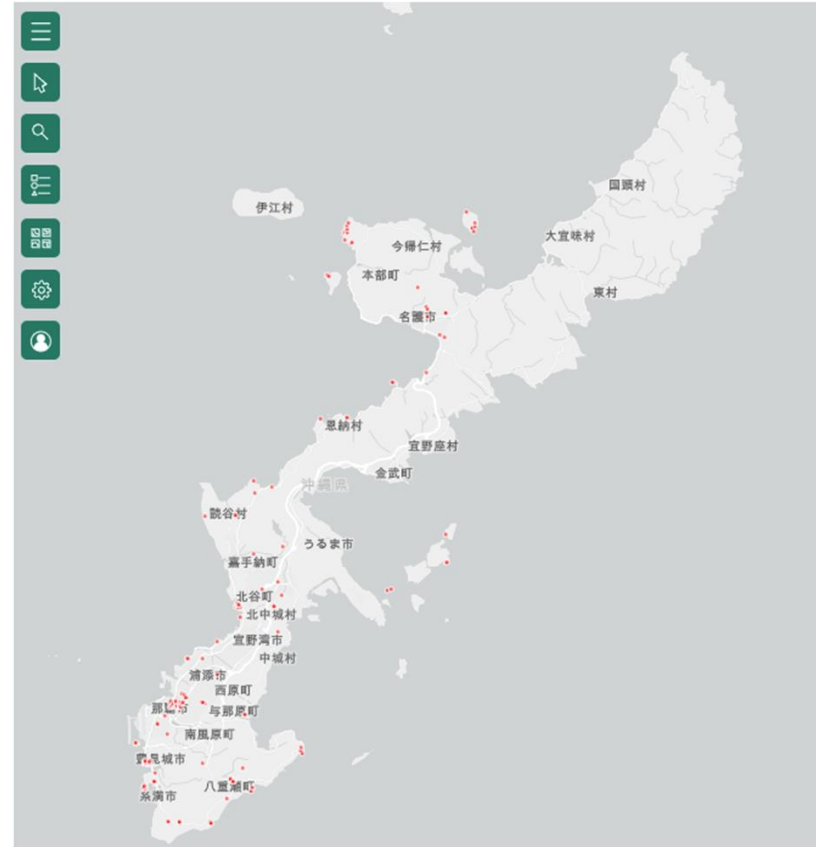 国頭村
伊江村
大宜味村
今帰仁村
本部町
東村
名護市
恩納村
宜野座村
金武町
沖縄県
読谷村
うるま市
嘉手納町
北谷町
北中城村
宜野湾市
中城村
浦添市
西原町
那覇市
与那原町
南風原町
豊見城市
八重瀬町
糸満市